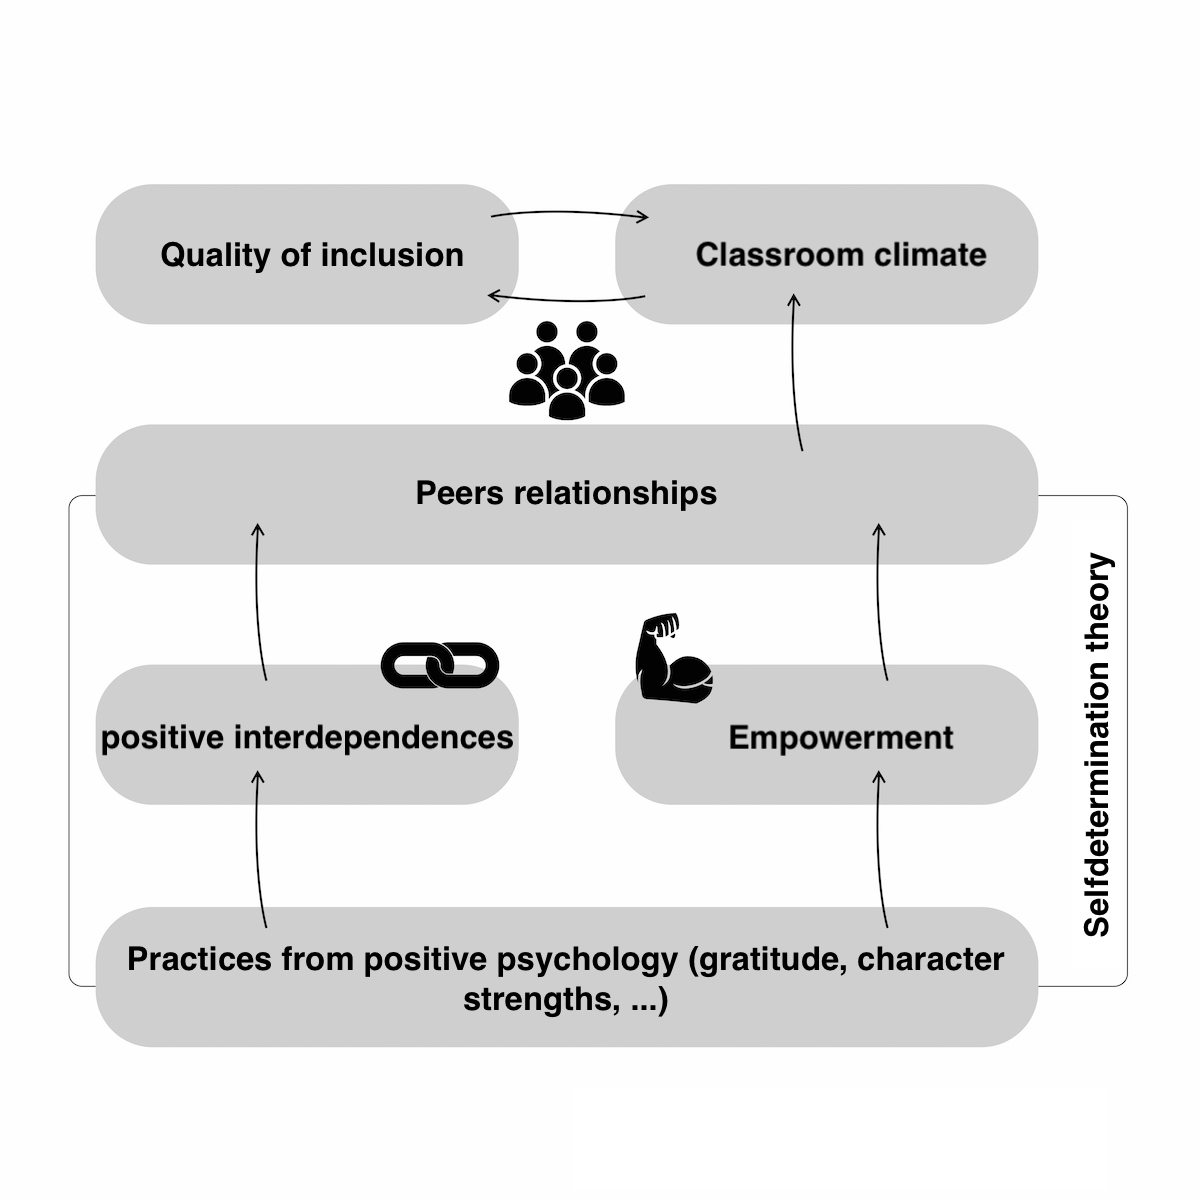 Quality of inclusion
Classroom climate
Peers relationships
positive interdependences
Empowerment
Selfdetermination theory
Practices from positive psychology (gratitude, character
strengths, ...)